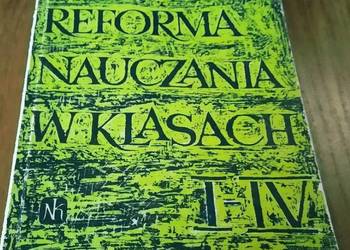 REFORMA
NAUCZANIA
W KLASACH
I-IV